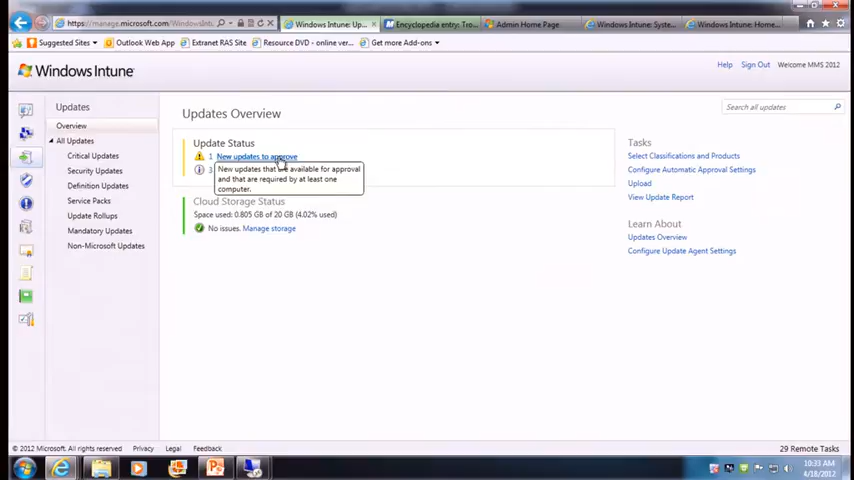 https://manage.microsoft.com/WindowsIntu
Windows Intune: Up...
Encyclopedia entry: Tro...
Admin Home Page
Windows Intune: Syste...
Windows Intune: Home...
Suggested Sites
Outlook Web App
Extranet RAS Site
Resource DVD - online ver...
Get more Add-ons
Windows Intune
Help
Sign Out
Welcome MMS 2012
Updates
Overview
All Updates
Critical Updates
Security Updates
Definition Updates
Service Packs
Update Rollups
Mandatory Updates
Non-Microsoft Updates
Updates Overview
Search all updates
Update Status
1 New updates to approve
3
New updates that are available for approval
and that are required by at least one
computer.
Cloud Storage Status
Space used: 0.805 GB of 20 GB (4.02% used)
No issues. Manage storage
Tasks
Select Classifications and Products
Configure Automatic Approval Settings
Upload
View Update Report
Learn About
Updates Overview
Configure Update Agent Settings
© 2012 Microsoft. All rights reserved
Privacy
Legal
Feedback
29 Remote Tasks
10:33 AM
4/18/2012